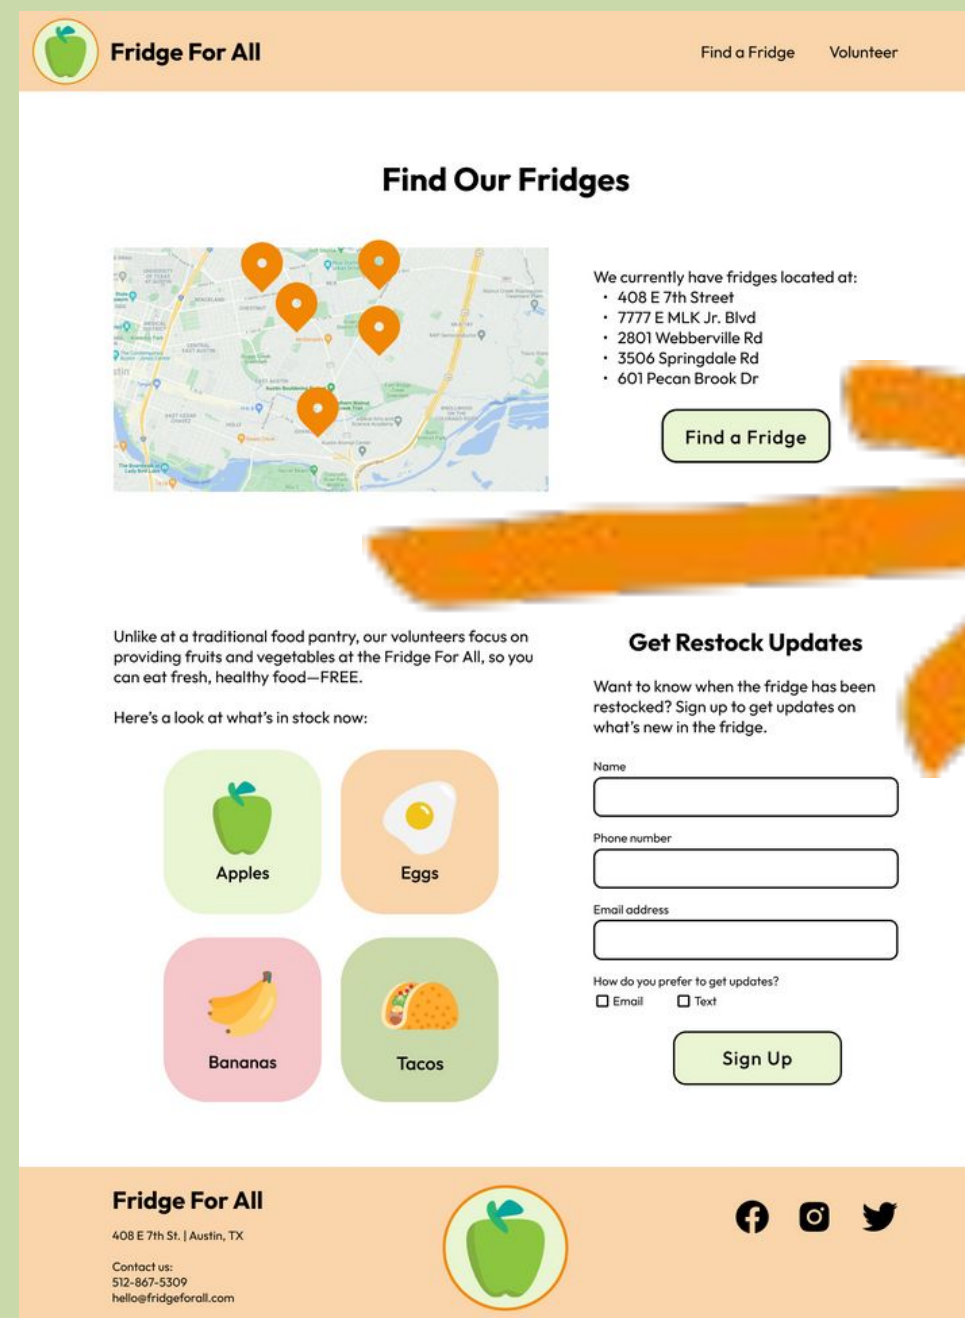 Fridge For All
Find a Fridge
Volunteer
Find Our Fridges
We currently have fridges located at:
• 408 E 7th Street
• 7777 E MLK Jr. Blvd
• 2801 Webberville Rd
• 3506 Springdale Rd
• 601 Pecan Brook Dr
Find a Fridge
Unlike at a traditional food pantry, our volunteers focus on
providing fruits and vegetables at the Fridge For All, so you
can eat fresh, healthy food—FREE.
Here's a look at what's in stock now:
Apples
Eggs
Bananas
Tacos
Get Restock Updates
Want to know when the fridge has been
restocked? Sign up to get updates on
what's new in the fridge.
Name
Phone number
Email address
How do you prefer to get updates?
Email
Text
Sign Up
Fridge For All
408 E 7th St. | Austin, TX
Contact us:
512-867-5309
hello@fridgeforall.com